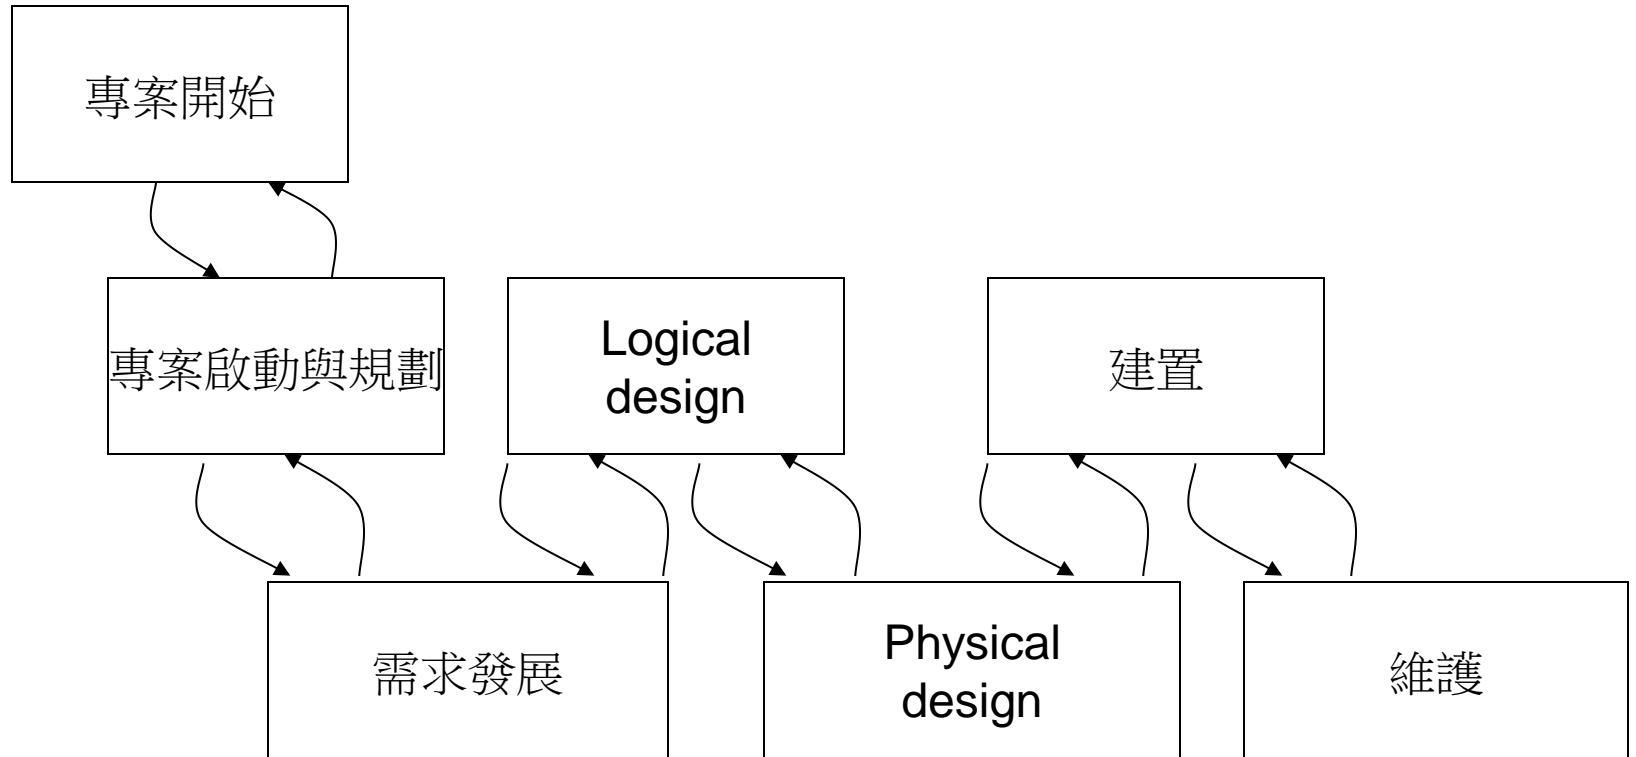 專案開始
專案啟動與規劃
Logical
design
建置
需求發展
Physical
design
維護